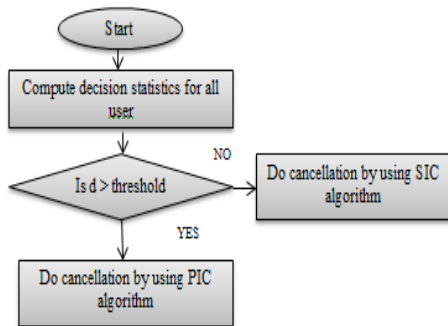 Start
Compute decision statistics for all
user
Is d > threshold
NO
Do cancellation by using SIC
algorithm
YES
Do cancellation by using PIC
algorithm